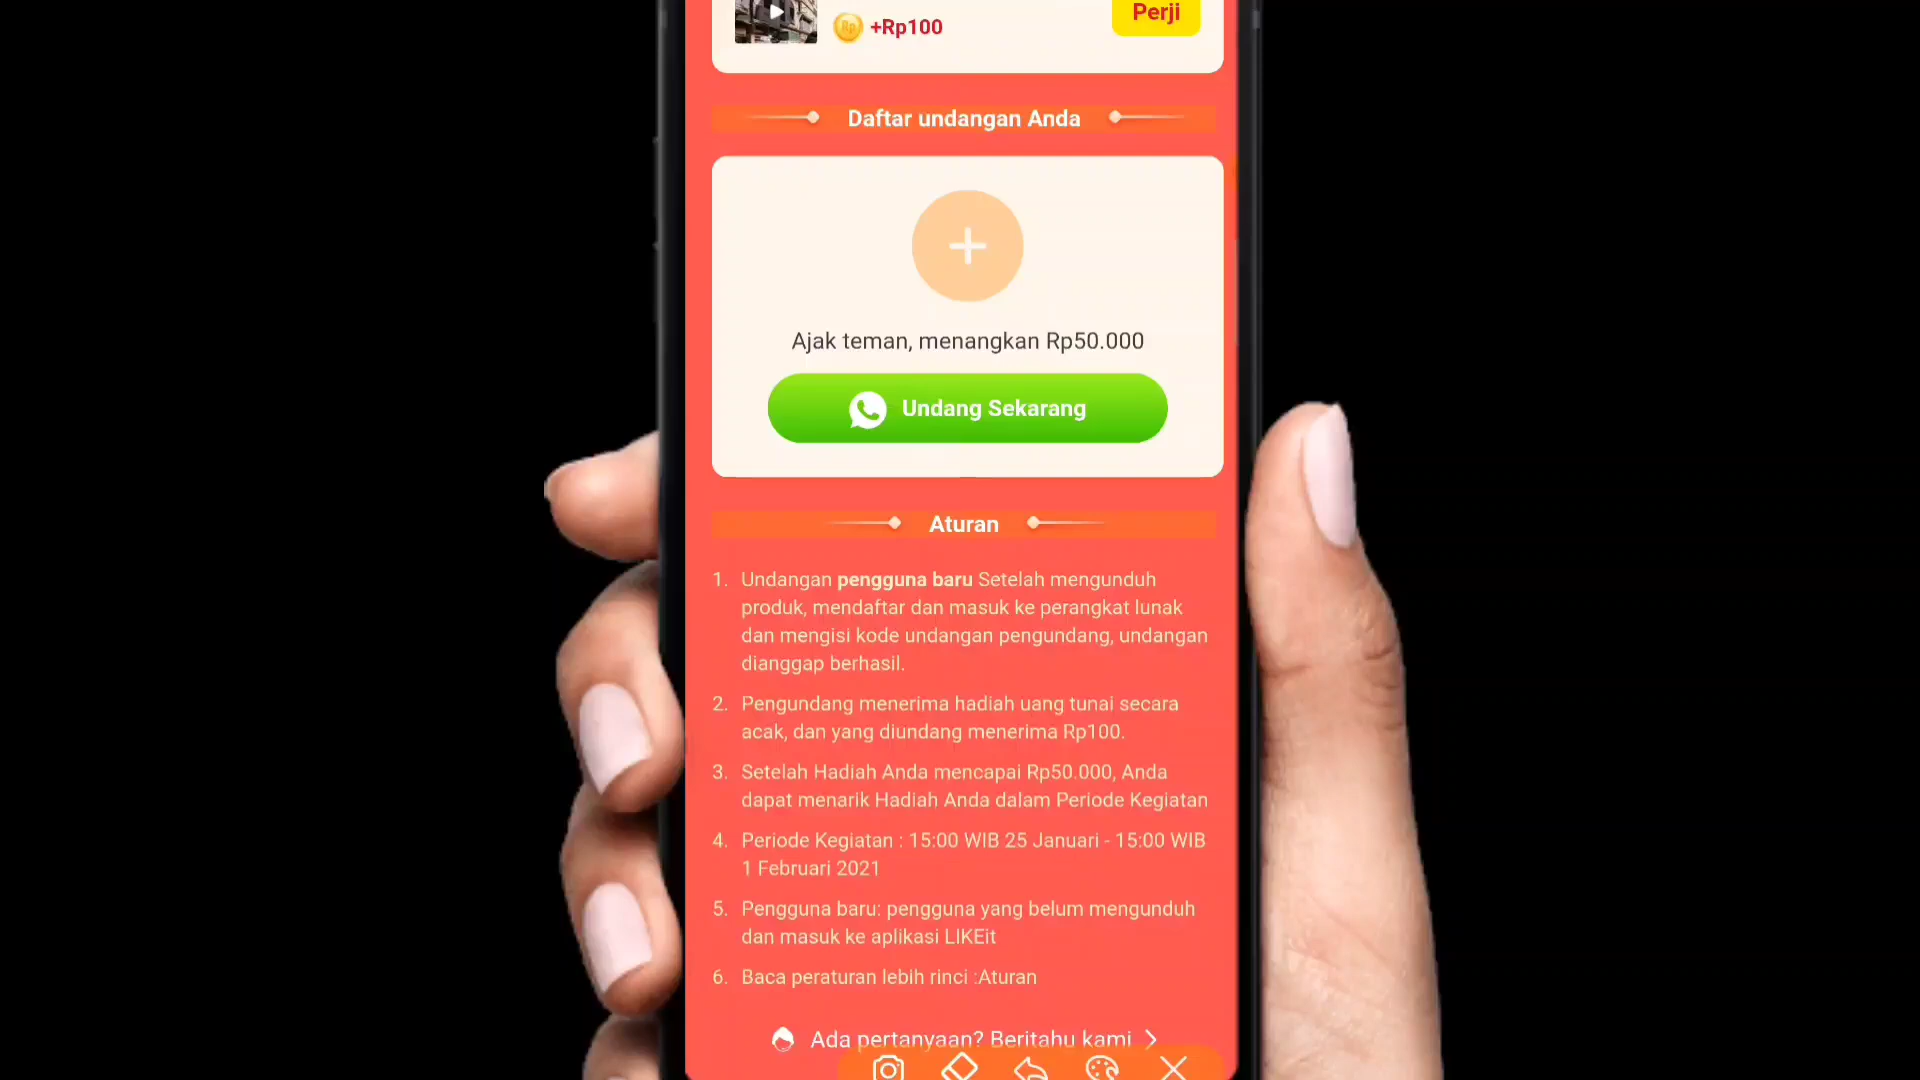 +Rp100
Perji
Daftar undangan Anda
Ajak teman, menangkan Rp50.000
Undang Sekarang
Aturan
1. Undangan pengguna baru Setelah mengunduh
produk, mendaftar dan masuk ke perangkat lunak
dan mengisi kode undangan pengundang, undangan
dianggap berhasil.
2. Pengundang menerima hadiah uang tunai secara
acak, dan yang diundang menerima Rp100.
3. Setelah Hadiah Anda mencapai Rp50.000, Anda
dapat menarik Hadiah Anda dalam Periode Kegiatan
4. Periode Kegiatan : 15:00 WIB 25 Januari - 15:00 WIB
1 Februari 2021
5. Pengguna baru: pengguna yang belum mengunduh
dan masuk ke aplikasi LIKEit
6. Baca peraturan lebih rinci :Aturan
Ada pertanyaan? Beritahu kami